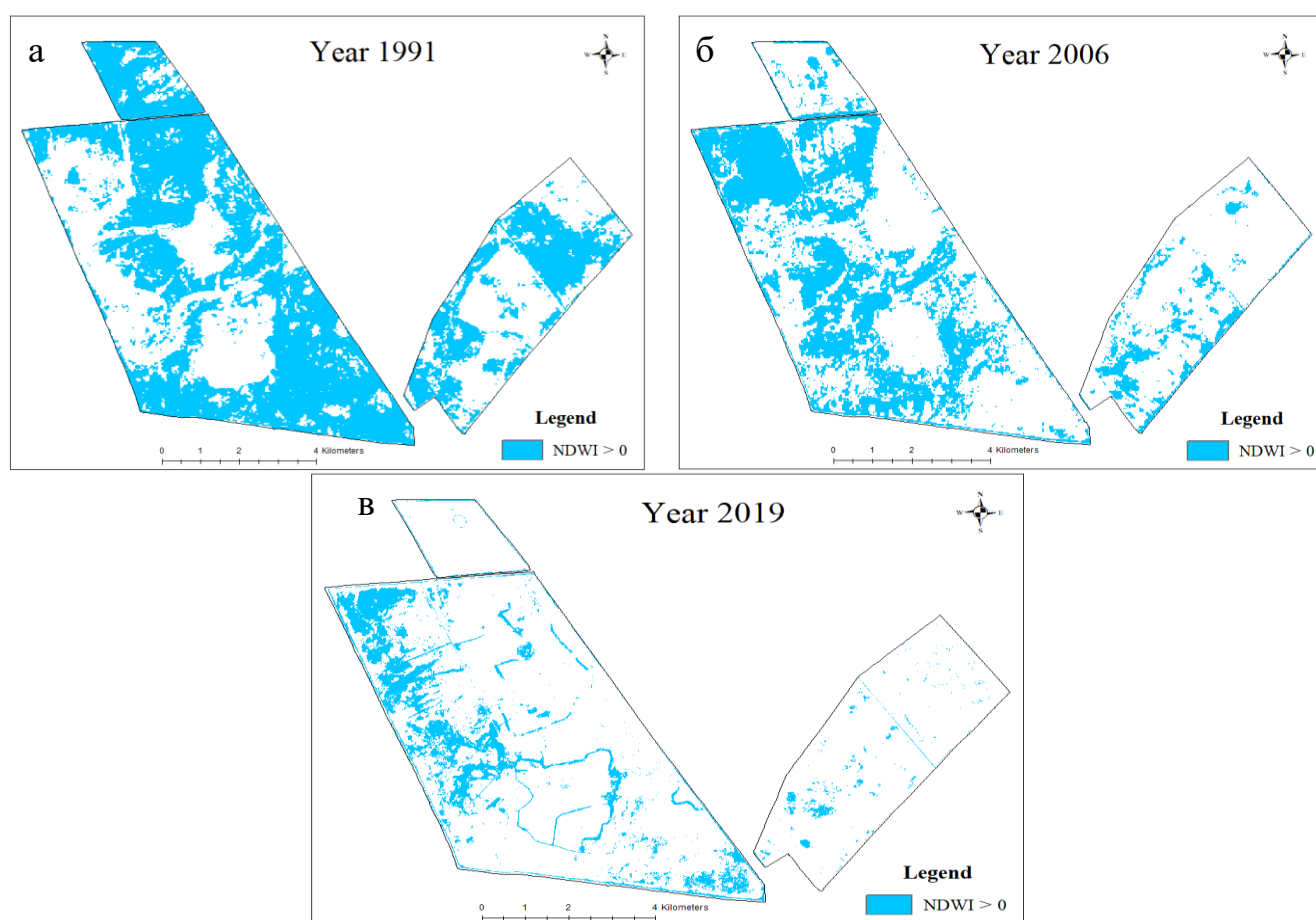 а
Year 1991
N
W E
S
Legend
NDWI > 0
0 1 2 4 Kilometers
б
Year 2006
N
W E
S
Legend
NDWI > 0
0 1 2 4 Kilometers
в
Year 2019
N
W E
S
Legend
NDWI > 0
0 1 2 4 Kilometers